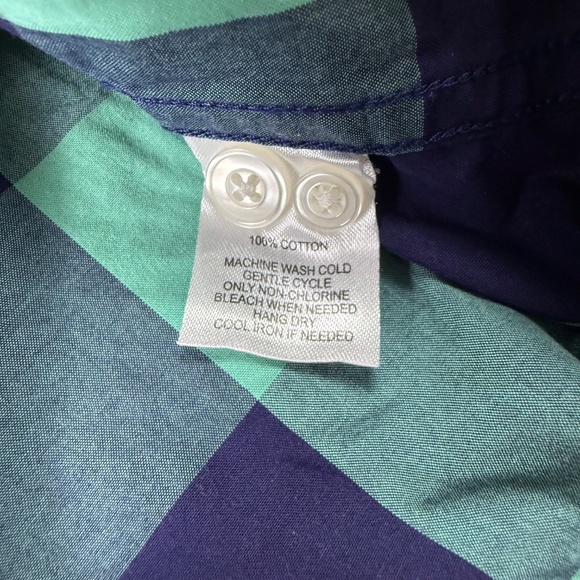 100% COTTON
MACHINE WASH COLD
GENTLE CYCLE
ONLY NON-CHLORINE
BLEACH WHEN NEEDED
HANG DRY
COOL IRON IF NEEDED